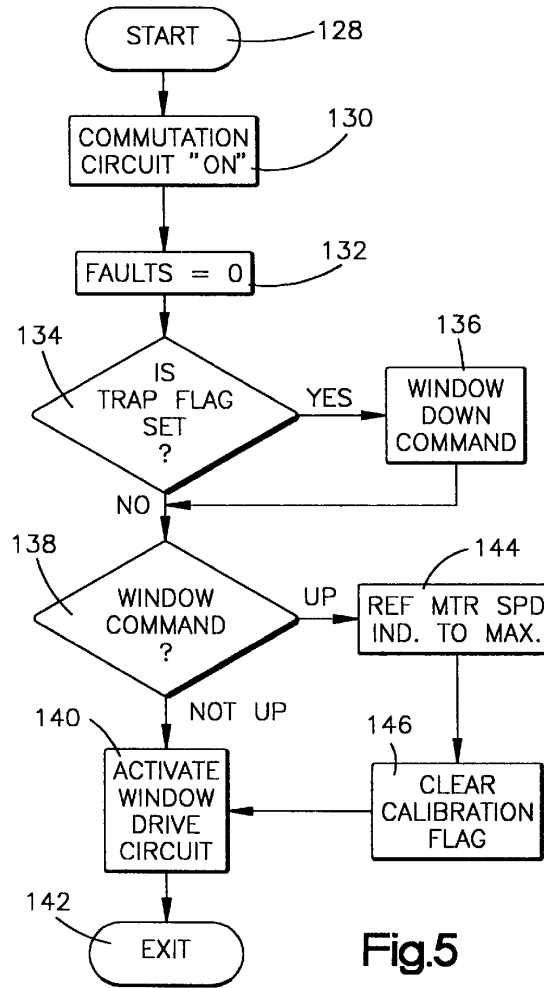 START
128
COMMUTATION
CIRCUIT "ON"
130
FAULTS = 0
132
134
IS
TRAP FLAG
SET
?
YES
136
WINDOW
DOWN
COMMAND
NO
138
WINDOW
COMMAND
?
UP
144
REF MTR SPD
IND. TO MAX.
NOT UP
140
ACTIVATE
WINDOW
DRIVE
CIRCUIT
146
CLEAR
CALIBRATION
FLAG
142
EXIT
Fig.5